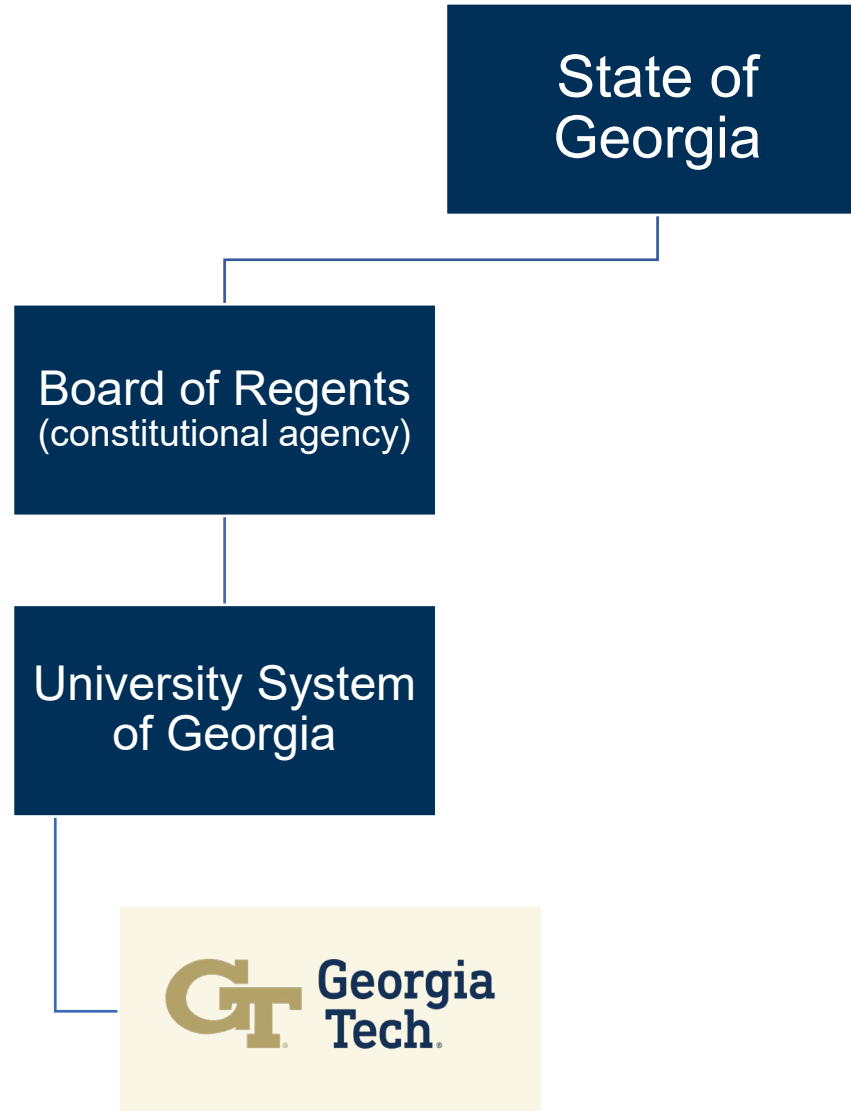 State of
Georgia
Board of Regents
(constitutional agency)
University System
of Georgia
GT
Georgia
Tech